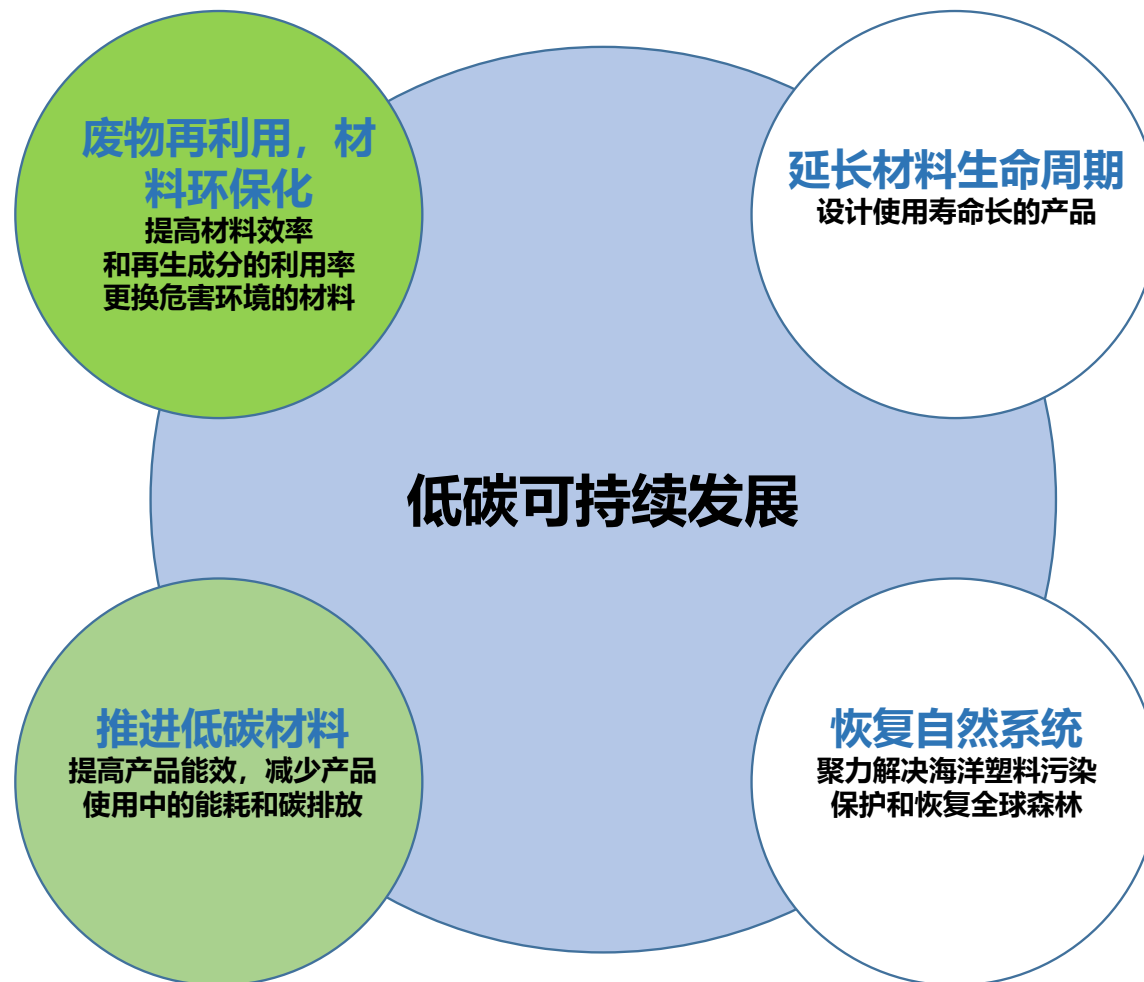 废物再利用，材
料环保化
提高材料效率
和再生成分的利用率
更换危害环境的材料
延长材料生命周期
设计使用寿命长的产品
低碳可持续发展
推进低碳材料
提高产品能效，减少产品
使用中的能耗和碳排放
恢复自然系统
聚力解决海洋塑料污染
保护和恢复全球森林